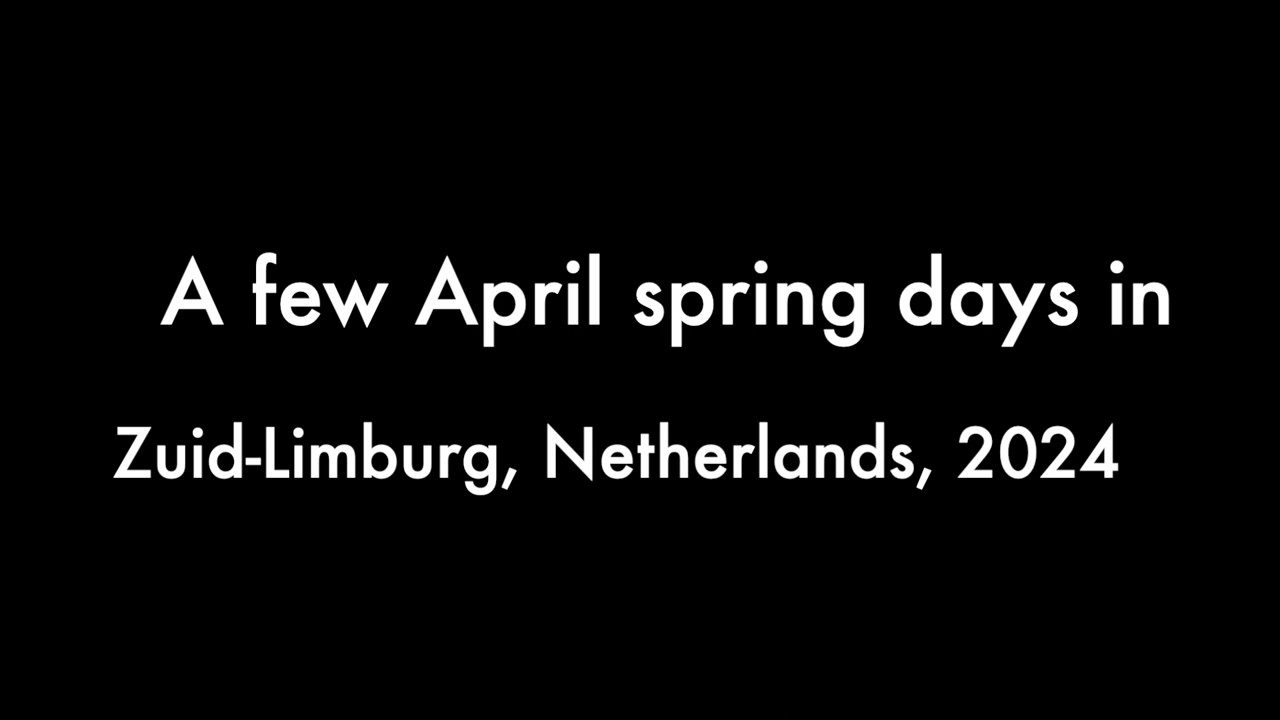 A few April spring days in
Zuid-Limburg, Netherlands, 2024